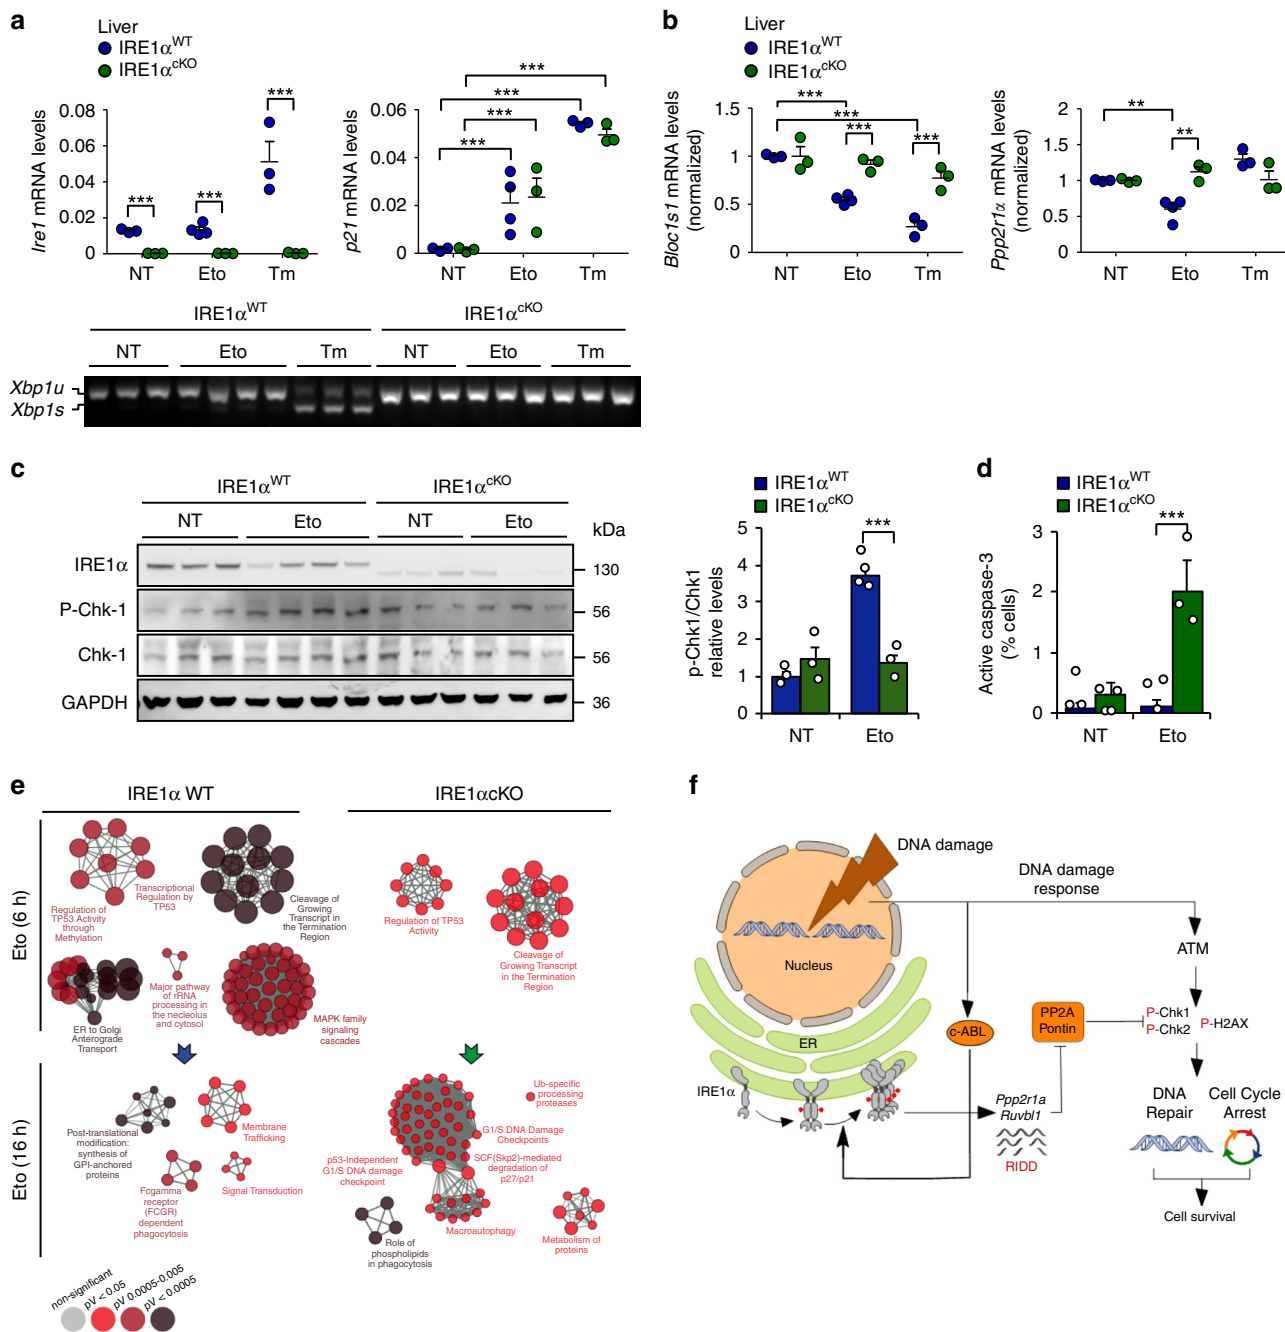 a
Liver
IRE1α^WT
IRE1α^cKO
Ire1 mRNA levels
0.08
0.06
0.04
0.02
0
***
***
***
NT
Eto
Tm
p21 mRNA levels
0.06
0.04
0.02
0
***
***
***
***
NT
Eto
Tm
IRE1α^WT
IRE1α^cKO
NT
Eto
Tm
NT
Eto
Tm
Xbp1u
Xbp1s
b
Liver
IRE1α^WT
IRE1α^cKO
Bloc1s1 mRNA levels
(normalized)
1.5
1
0.5
0
***
***
***
***
NT
Eto
Tm
Ppp2r1α mRNA levels
(normalized)
2
1.5
1
0.5
0
**
**
NT
Eto
Tm
c
IRE1α^WT
IRE1α^cKO
NT
Eto
NT
Eto
kDa
IRE1α
130
P-Chk-1
56
Chk-1
56
GAPDH
36
IRE1α^WT
IRE1α^cKO
p-Chk1/Chk1
relative levels
5
4
3
2
1
0
***
NT
Eto
d
IRE1α^WT
IRE1α^cKO
Active caspase-3
(% cells)
3
2
1
0
***
NT
Eto
e
IRE1α WT
IRE1αcKO
Eto (6 h)
Regulation of
TP53 Activity
through
Methylation
Transcriptional
Regulation by
TP53
Cleavage of
Growing
Transcript in
the Termination
Region
ER to Golgi
Anterograde
Transport
Major pathway
of rRNA
processing in
the necleolus
and cytosol
MAPK family
signaling
cascades
Regulation of TP53
Activity
Cleavage of
Growing Transcript
in the Termination
Region
Eto (16 h)
Post-translational
modification:
synthesis of
GPI-anchored
proteins
Membrane
Trafficking
Fcgamma
receptor
(FCGR)
dependent
phagocytosis
Signal Transduction
Ub-specific
processing
proteases
G1/S DNA Damage
Checkpoints
p53-Independent
G1/S DNA damage
checkpoint
SCF(Skp2)-mediated
degradation of
p27/p21
Macroautophagy
Role of
phospholipids
in phagocytosis
Metabolism of
proteins
non-significant
pV < 0.05
pV 0.0005-0.005
pV < 0.0005
f
DNA damage
DNA damage
response
Nucleus
ATM
ER
c-ABL
PP2A
Pontin
P-Chk1
P-Chk2
P-H2AX
IRE1α
Ppp2r1a
Ruvbl1
RIDD
DNA
Repair
Cell Cycle
Arrest
Cell survival